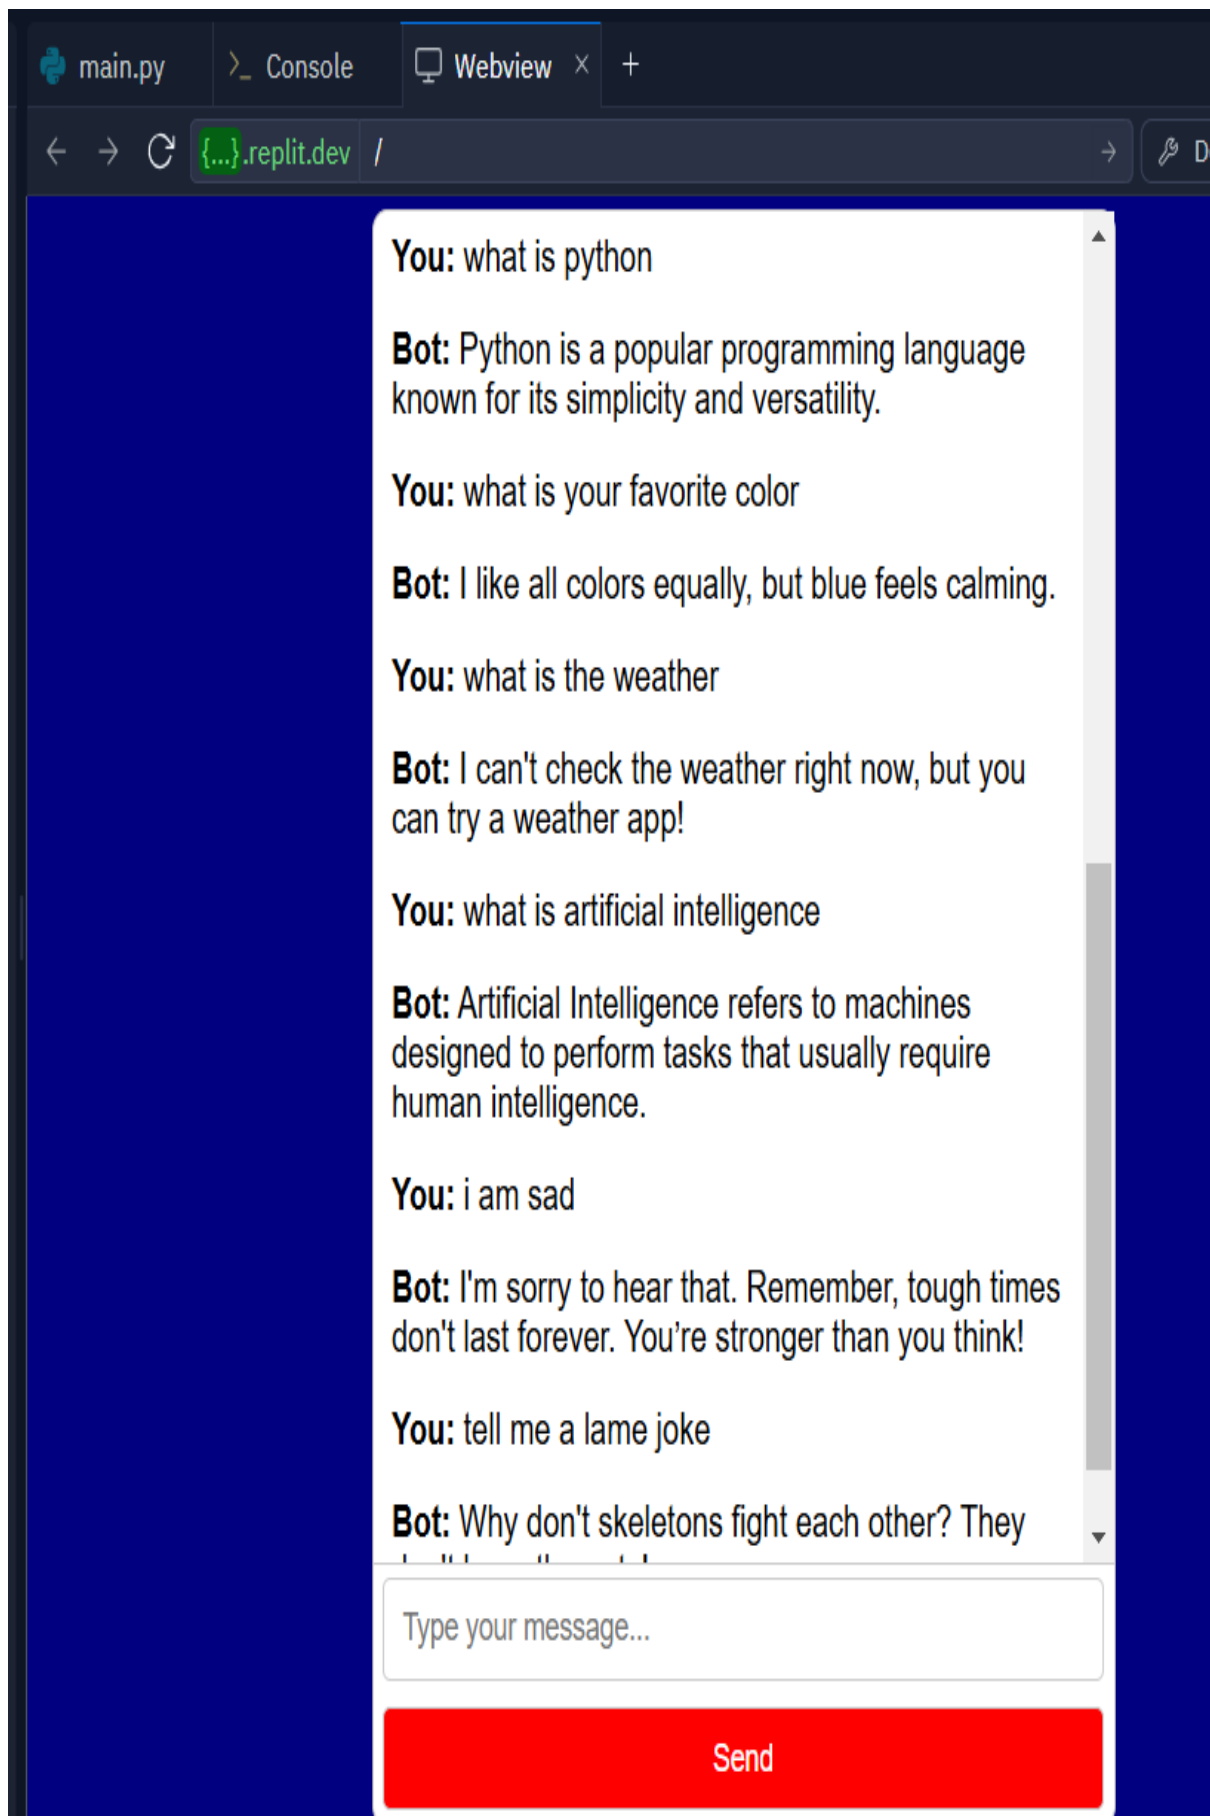 main.py Console Webview × +
{...}.replit.dev / D
You: what is python
Bot: Python is a popular programming language
known for its simplicity and versatility.
You: what is your favorite color
Bot: I like all colors equally, but blue feels calming.
You: what is the weather
Bot: I can't check the weather right now, but you
can try a weather app!
You: what is artificial intelligence
Bot: Artificial Intelligence refers to machines
designed to perform tasks that usually require
human intelligence.
You: i am sad
Bot: I'm sorry to hear that. Remember, tough times
don't last forever. You’re stronger than you think!
You: tell me a lame joke
Bot: Why don't skeletons fight each other? They
Type your message...
Send